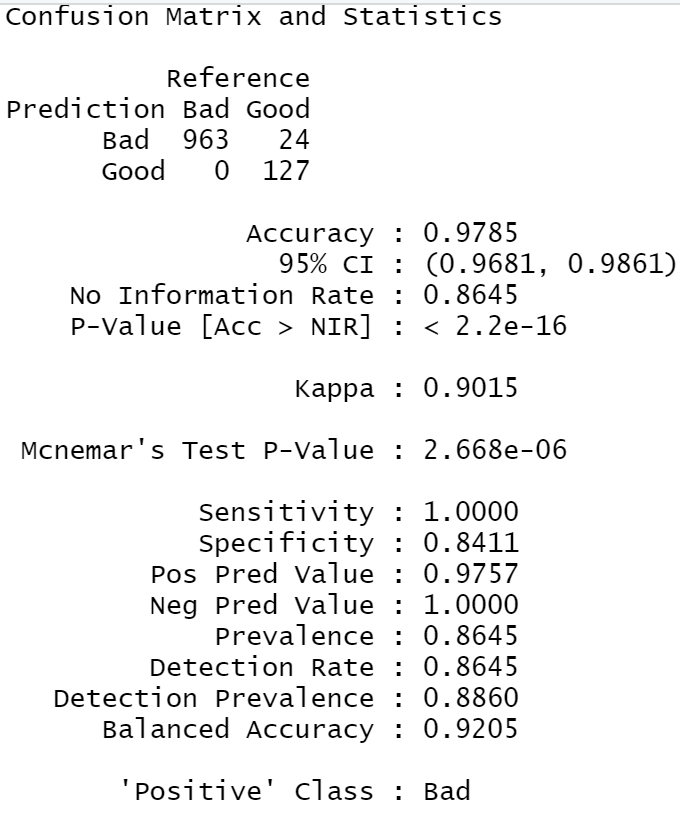 Confusion Matrix and Statistics
Reference
Prediction Bad Good
Bad 963 24
Good 0 127
Accuracy : 0.9785
95% CI : (0.9681, 0.9861)
No Information Rate : 0.8645
P-Value [Acc > NIR] : < 2.2e-16
Kappa : 0.9015
Mcnemar's Test P-Value : 2.668e-06
Sensitivity : 1.0000
Specificity : 0.8411
Pos Pred Value : 0.9757
Neg Pred Value : 1.0000
Prevalence : 0.8645
Detection Rate : 0.8645
Detection Prevalence : 0.8860
Balanced Accuracy : 0.9205
'Positive' Class : Bad